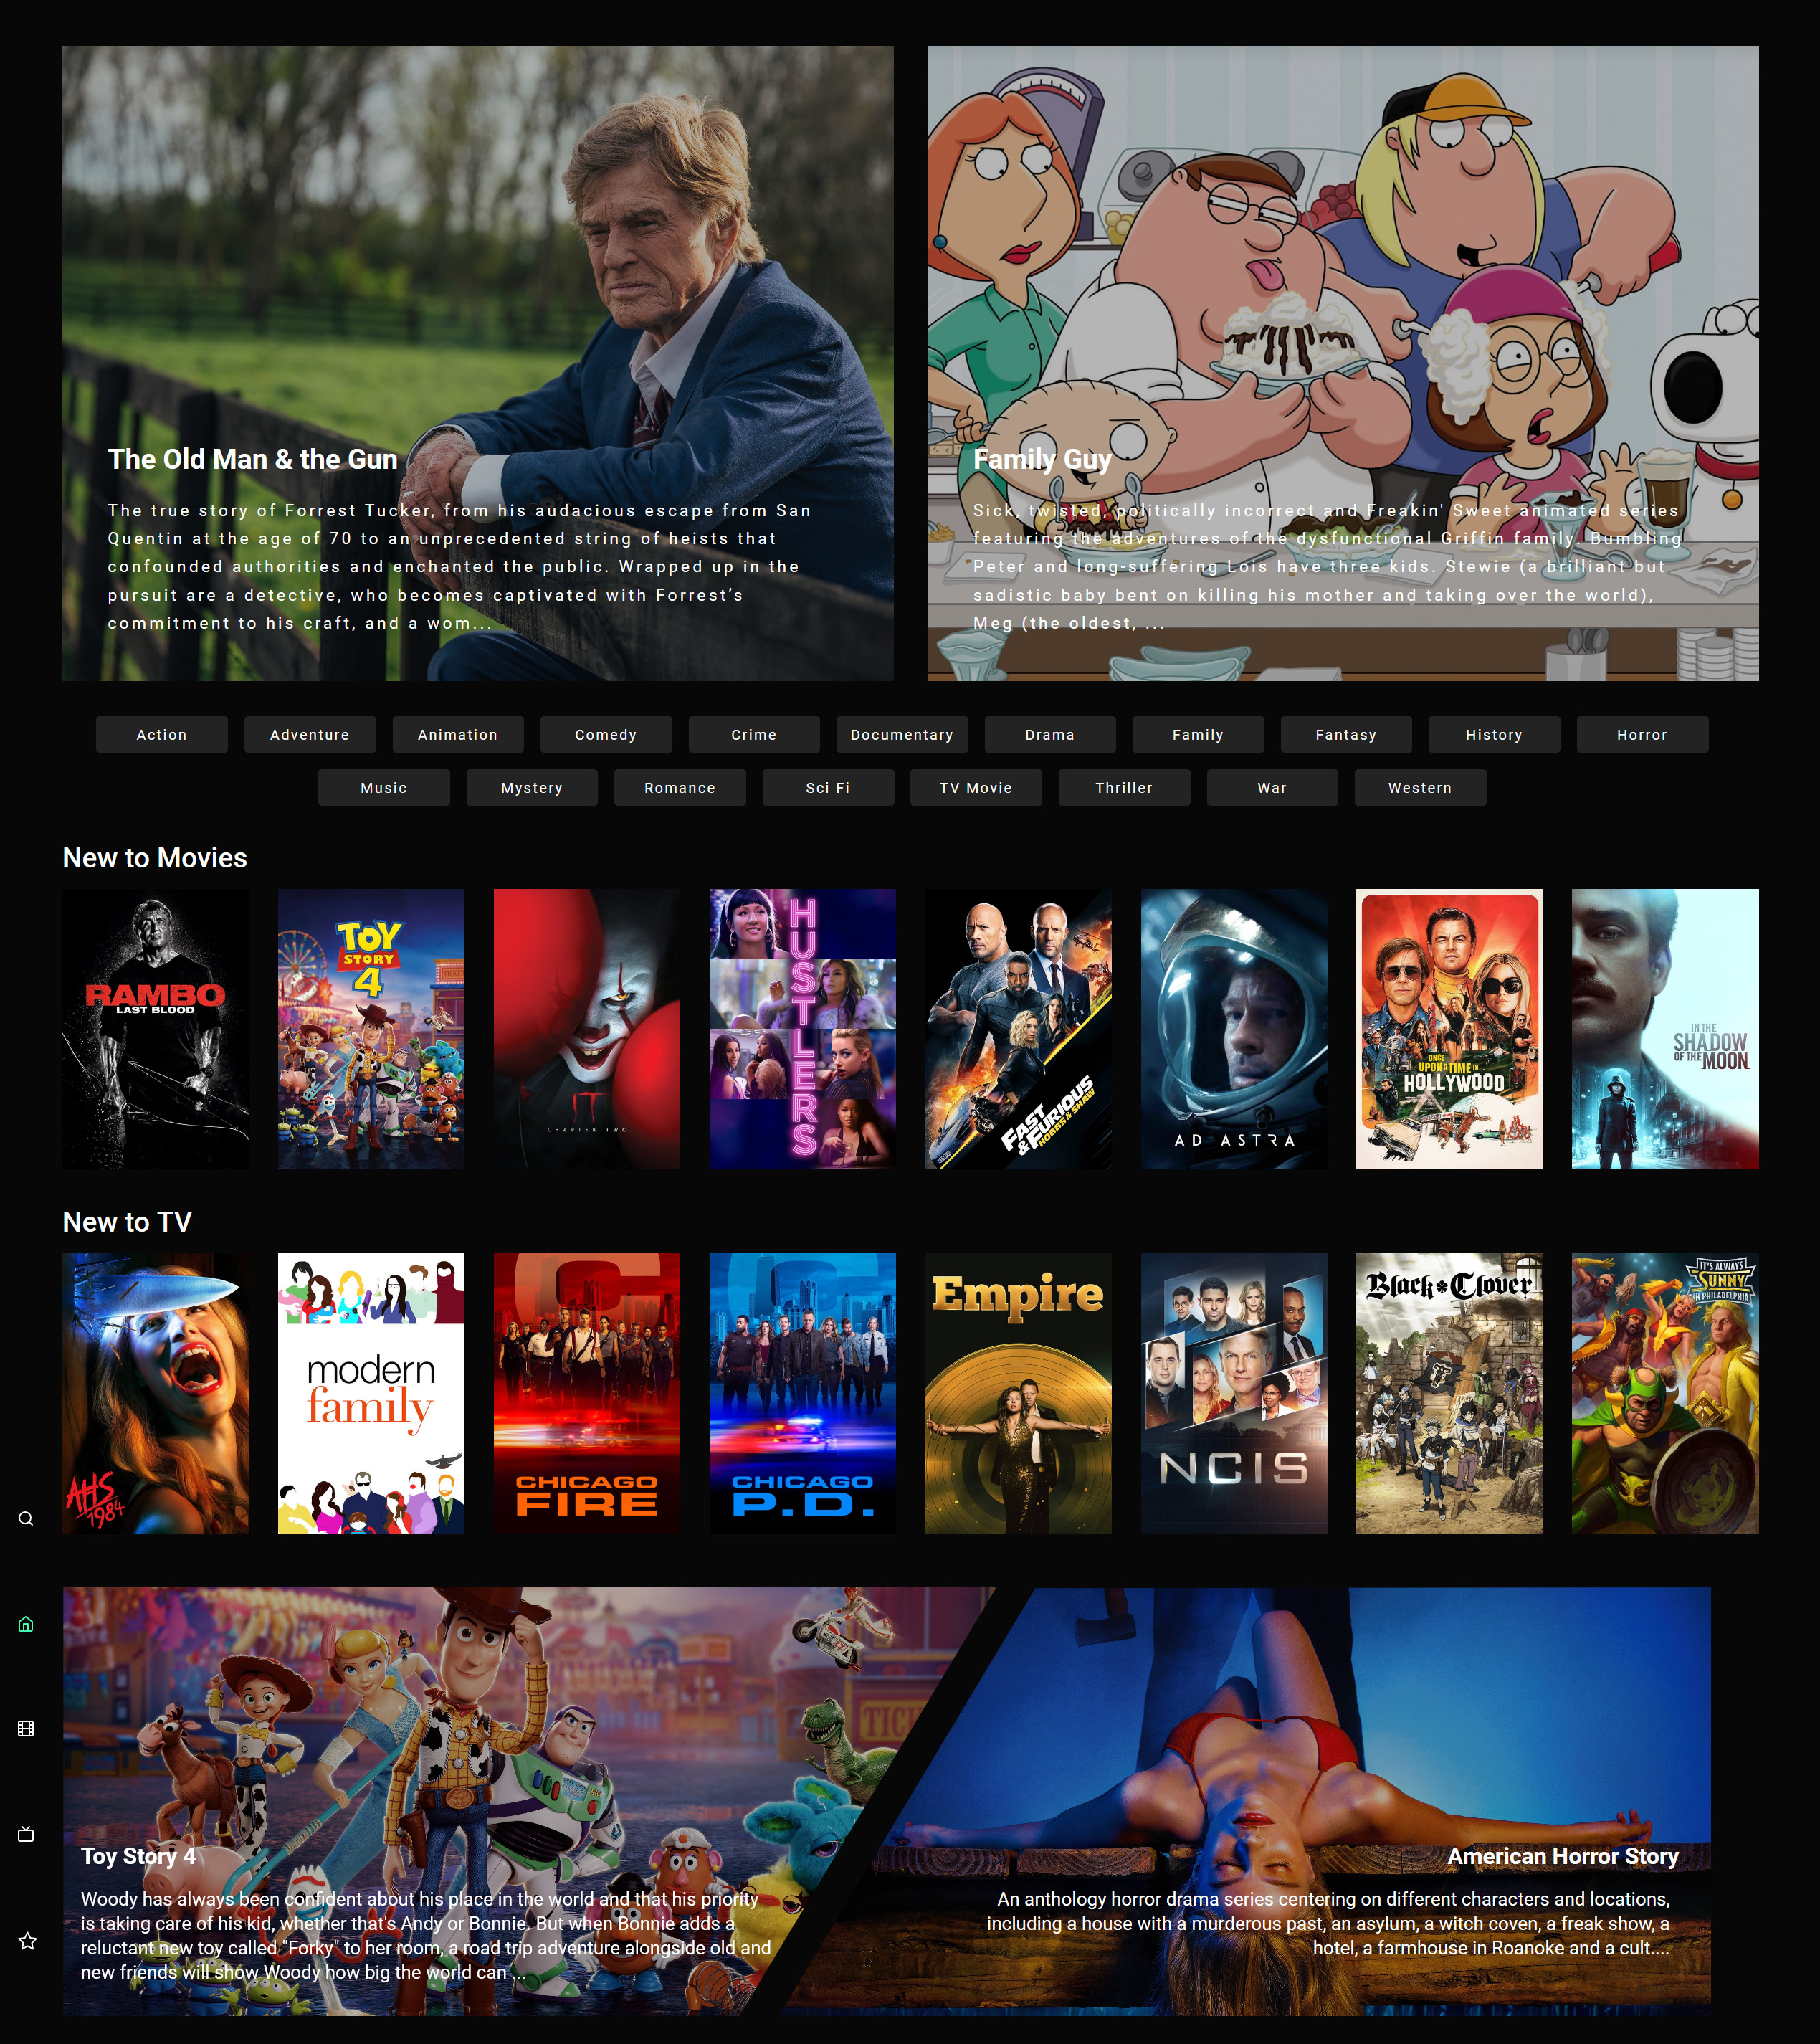 The Old Man & the Gun
The true story of Forrest Tucker, from his audacious escape from San
Quentin at the age of 70 to an unprecedented string of heists that
confounded authorities and enchanted the public. Wrapped up in the
pursuit are a detective, who becomes captivated with Forrest’s
commitment to his craft, and a wom...
Family Guy
Sick, twisted, politically incorrect and Freakin' Sweet animated series
featuring the adventures of the dysfunctional Griffin family. Bumbling
Peter and long-suffering Lois have three kids. Stewie (a brilliant but
sadistic baby bent on killing his mother and taking over the world),
Meg (the oldest, ...
Action
Adventure
Animation
Comedy
Crime
Documentary
Drama
Family
Fantasy
History
Horror
Music
Mystery
Romance
Sci Fi
TV Movie
Thriller
War
Western
New to Movies
RAMBO
LAST BLOOD
TOY
STORY
4
IT
CHAPTER TWO
HUSTLERS
FAST
& FURIOUS
HOBBS & SHAW
AD ASTRA
ONCE
UPON A TIME IN
HOLLYWOOD
IN THE
SHADOW
OF THE MOON
New to TV
AHS
1984
modern
family
CHICAGO
FIRE
CHICAGO
P.D.
Empire
NCIS
Black Clover
IT'S ALWAYS
SUNNY
IN PHILADELPHIA
Toy Story 4
Woody has always been confident about his place in the world and that his priority
is taking care of his kid, whether that's Andy or Bonnie. But when Bonnie adds a
reluctant new toy called "Forky" to her room, a road trip adventure alongside old and
new friends will show Woody how big the world can ...
American Horror Story
An anthology horror drama series centering on different characters and locations,
including a house with a murderous past, an asylum, a witch coven, a freak show, a
hotel, a farmhouse in Roanoke and a cult....